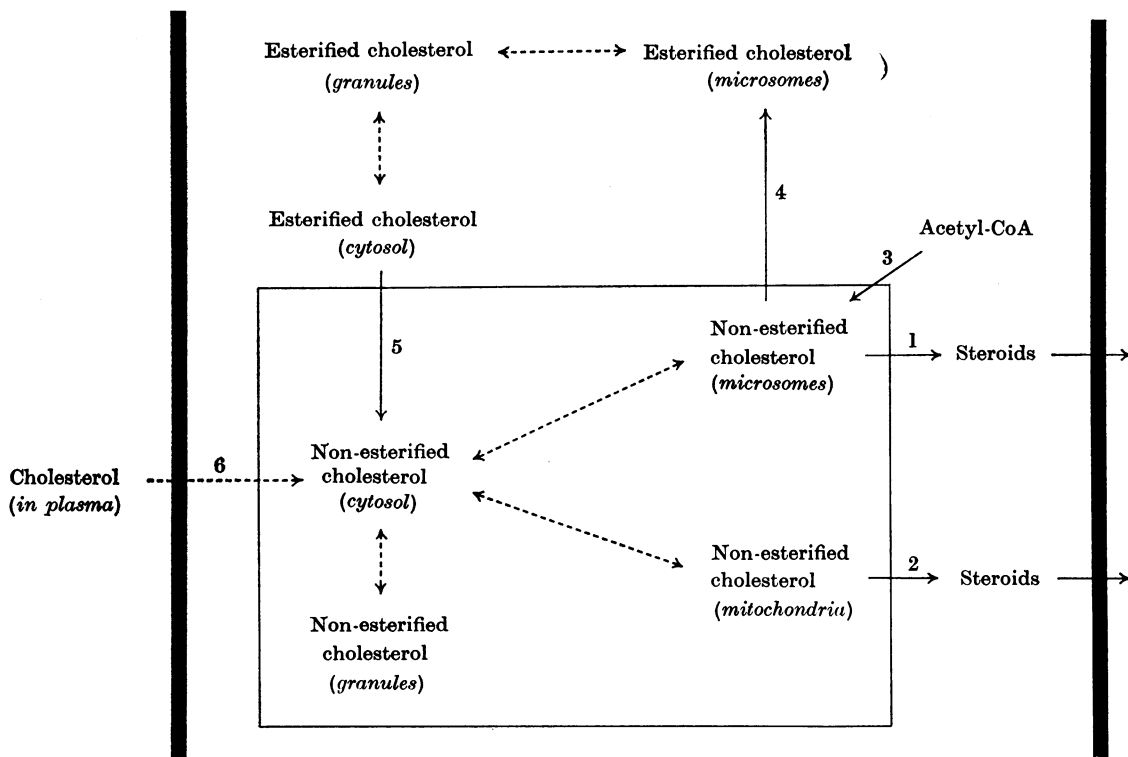 Esterified cholesterol
(granules)
Esterified cholesterol
(microsomes)
)
4
Esterified cholesterol
(cytosol)
Acetyl-CoA
3
5
Non-esterified
cholesterol
(microsomes)
1
Steroids
Cholesterol
(in plasma)
6
Non-esterified
cholesterol
(cytosol)
Non-esterified
cholesterol
(mitochondria)
2
Steroids
Non-esterified
cholesterol
(granules)